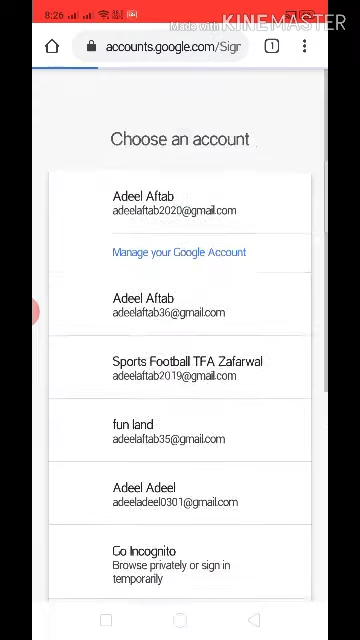 8:26
Made with KINEMASTER
accounts.google.com/Sigr
1
Choose an account
Adeel Aftab
adeelaftab2020@gmail.com
Manage your Google Account
Adeel Aftab
adeelaftab36@gmail.com
Sports Football TFA Zafarwal
adeelaftab2019@gmail.com
fun land
adeelaftab35@gmail.com
Adeel Adeel
adeeladeel0301@gmail.com
Go Incognito
Browse privately or sign in
temporarily